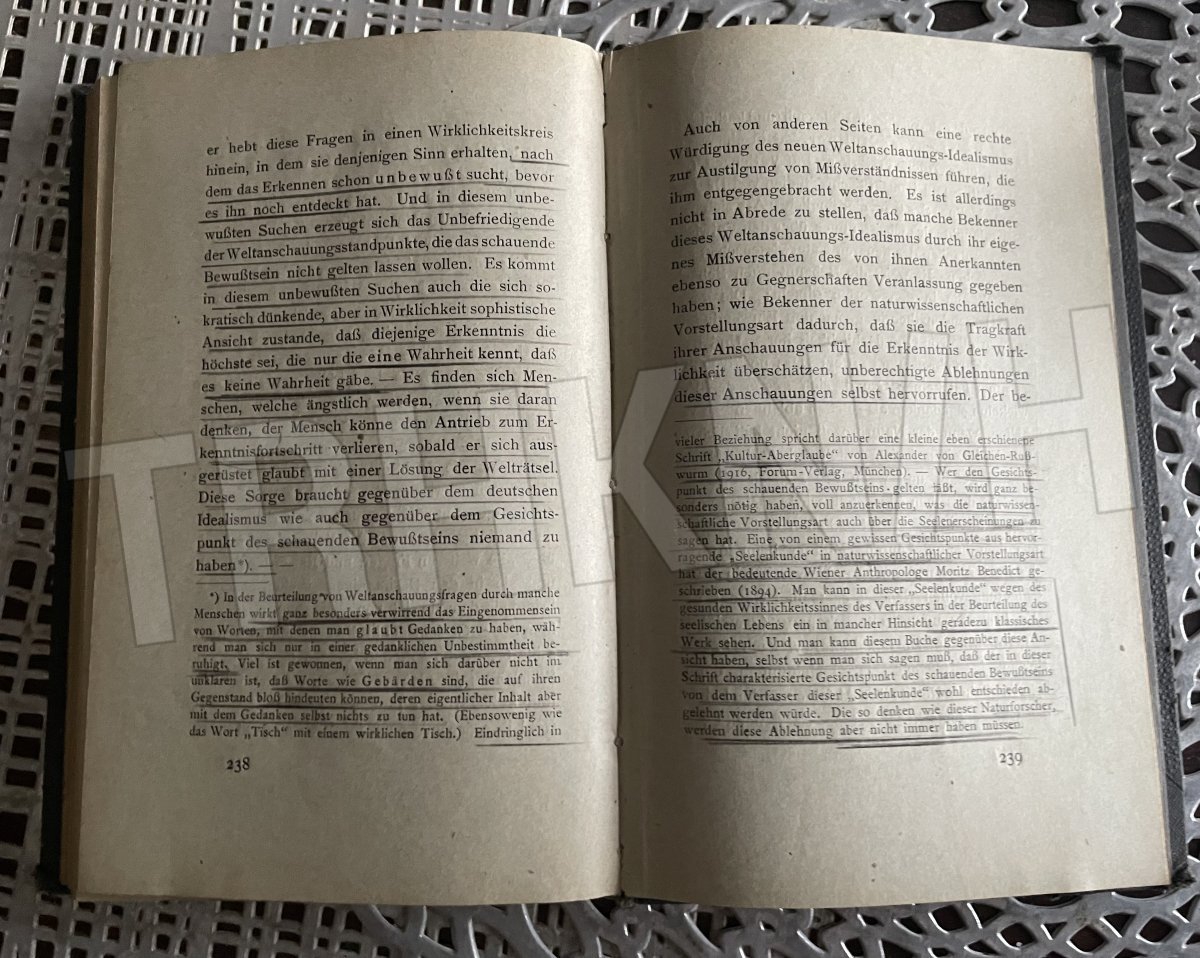 er hebt diese Fragen in einen Wirklichkeitskreis
hinein, in dem sie denjenigen Sinn erhalten, nach
dem das Erkennen schon unbewußt sucht, bevor
es ihn noch entdeckt hat. Und in diesem unbe-
wußten Suchen erzeugt sich das Unbefriedigende
der Weltanschauungsstandpunkte, die das schauende
Bewußtsein nicht gelten lassen wollen. Es kommt
in diesem unbewußten Suchen auch die sich so-
kratisch dünkende, aber in Wirklichkeit sophistische
Ansicht zustande, daß diejenige Erkenntnis die
höchste sei, die nur die eine Wahrheit kennt, daß
es keine Wahrheit gäbe. — Es finden sich Men-
schen, welche ängstlich werden, wenn sie daran
denken, der Mensch könne den Antrieb zum Er-
kenntnisfortschritt verlieren, sobald er sich aus-
gerüstet glaubt mit einer Lösung der Welträtsel.
Diese Sorge braucht gegenüber dem deutschen
Idealismus wie auch gegenüber dem Gesichts-
punkt des schauenden Bewußtseins niemand zu
haben*). — —
*) In der Beurteilung von Weltanschauungsfragen durch manche
Menschen wirkt ganz besonders verwirrend das Eingenommensein
von Worten, mit denen man glaubt Gedanken zu haben, wäh-
rend man sich nur in einer gedanklichen Unbestimmtheit be-
ruhigt. Viel ist gewonnen, wenn man sich darüber nicht im
unklaren ist, daß Worte wie Gebärden sind, die auf ihren
Gegenstand bloß hindeuten können, deren eigentlicher Inhalt aber
mit dem Gedanken selbst nichts zu tun hat. (Ebensowenig wie
das Wort „Tisch“ mit einem wirklichen Tisch.) Eindringlich in
238
Auch von anderen Seiten kann eine rechte
Würdigung des neuen Weltanschauungs-Idealismus
zur Austilgung von Mißverständnissen führen, die
ihm entgegengebracht werden. Es ist allerdings
nicht in Abrede zu stellen, daß manche Bekenner
dieses Weltanschauungs-Idealismus durch ihr eige-
nes Mißverstehen des von ihnen Anerkannten
ebenso zu Gegnerschaften Veranlassung gegeben
haben; wie Bekenner der naturwissenschaftlichen
Vorstellungsart dadurch, daß sie die Tragkraft
ihrer Anschauungen für die Erkenntnis der Wirk-
lichkeit überschätzen, unberechtigte Ablehnungen
dieser Anschauungen selbst hervorrufen. Der be-
vieler Beziehung spricht darüber eine kleine eben erschienene
Schrift „Kultur-Aberglaube“ von Alexander von Gleichen-Ruß-
wurm (1916, Forum-Verlag, München). — Wer den Gesichts-
punkt des schauenden Bewußtseins gelten läßt, wird ganz be-
sonders nötig haben, voll anzuerkennen, was die naturwissen-
schaftliche Vorstellungsart auch über die Seelenerscheinungen zu
sagen hat. Eine von einem gewissen Gesichtspunkte aus hervor-
ragende „Seelenkunde“ in naturwissenschaftlicher Vorstellungsart
hat der bedeutende Wiener Anthropologe Moritz Benedict ge-
schrieben (1894). Man kann in dieser „Seelenkunde“ wegen des
gesunden Wirklichkeitssinnes des Verfassers in der Beurteilung des
seelischen Lebens ein in mancher Hinsicht geradezu klassisches
Werk sehen. Und man kann diesem Buche gegenüber diese An-
sicht haben, selbst wenn man sich sagen muß, daß der in dieser
Schrift charakterisierte Gesichtspunkt des schauenden Bewußtseins
von dem Verfasser dieser „Seelenkunde“ wohl entschieden ab-
gelehnt werden würde. Die so denken wie dieser Naturforscher,
werden diese Ablehnung aber nicht immer haben müssen.
239